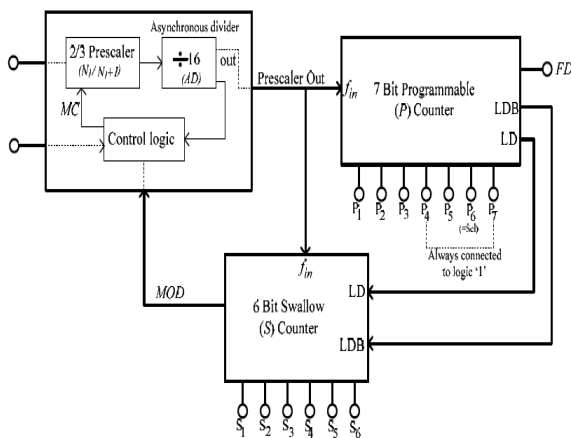 Asynchronous divider
2/3 Prescaler
(N1/ N1+1)
÷16
(AD)
out
MC
Control logic
Prescaler Out
fin
7 Bit Programmable
(P) Counter
FD
LDB
LD
P1
P2
P3
P4
P5
P6
P7
(=Sel)
Always connected
to logic '1'
MOD
fin
6 Bit Swallow
(S) Counter
LD
LDB
S1
S2
S3
S4
S5
S6